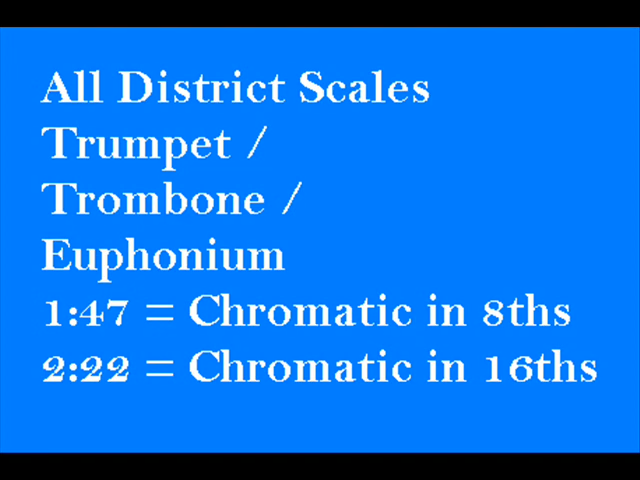 All District Scales
Trumpet /
Trombone /
Euphonium
1:47 = Chromatic in 8ths
2:22 = Chromatic in 16ths